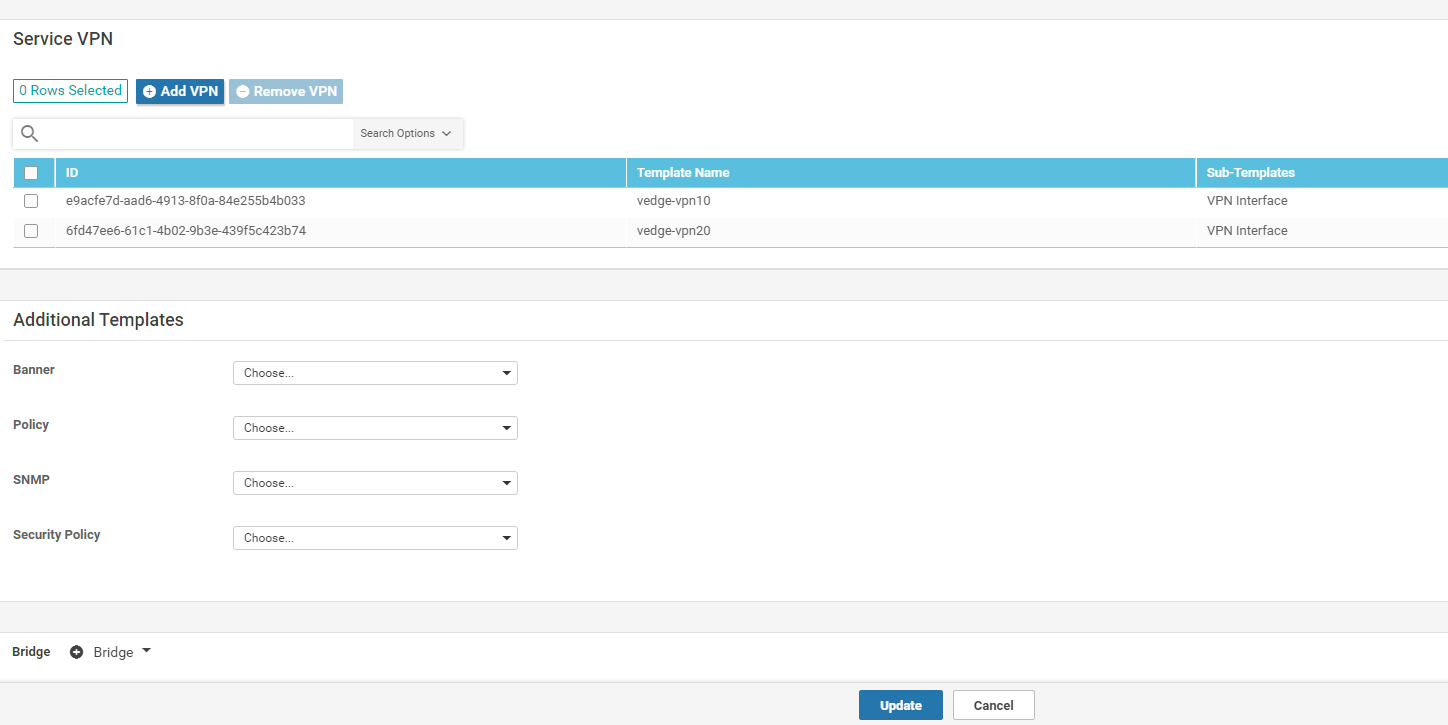 Service VPN
0 Rows Selected Add VPN Remove VPN
Search Options
ID Template Name Sub-Templates
e9acfe7d-aad6-4913-8f0a-84e255b4b033 vedge-vpn10 VPN Interface
6fd47ee6-61c1-4b02-9b3e-439f5c423b74 vedge-vpn20 VPN Interface
Additional Templates
Banner Choose...
Policy Choose...
SNMP Choose...
Security Policy Choose...
Bridge Bridge
Update Cancel